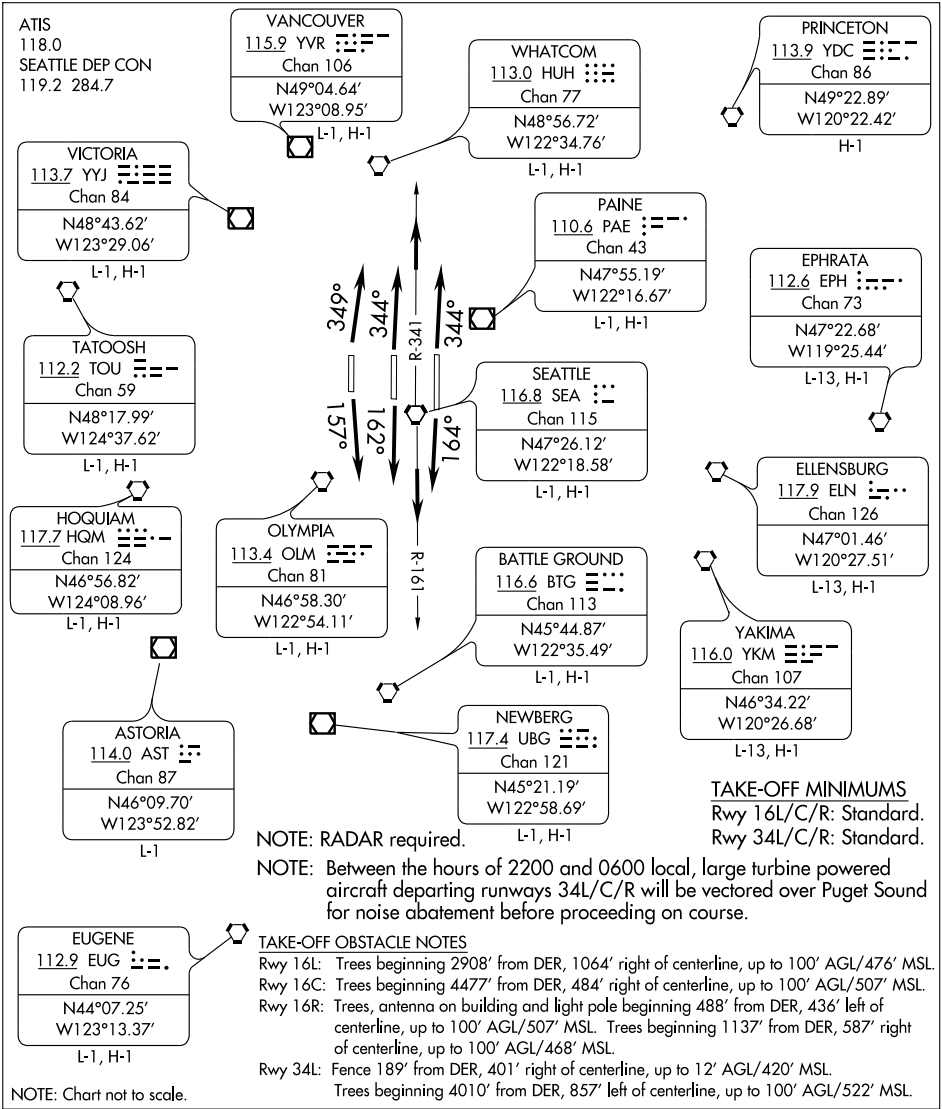 ATIS
118.0
SEATTLE DEP CON
119.2 284.7
VANCOUVER
115.9 YVR
Chan 106
N49°04.64′
W123°08.95′
L-1, H-1
WHATCOM
113.0 HUH
Chan 77
N48°56.72′
W122°34.76′
L-1, H-1
PRINCETON
113.9 YDC
Chan 86
N49°22.89′
W120°22.42′
H-1
VICTORIA
113.7 YYJ
Chan 84
N48°43.62′
W123°29.06′
L-1, H-1
PAINE
110.6 PAE
Chan 43
N47°55.19′
W122°16.67′
L-1, H-1
EPHRATA
112.6 EPH
Chan 73
N47°22.68′
W119°25.44′
L-13, H-1
TATOOSH
112.2 TOU
Chan 59
N48°17.99′
W124°37.62′
L-1, H-1
349°
344°
R-341
344°
157°
162°
164°
R-161
SEATTLE
116.8 SEA
Chan 115
N47°26.12′
W122°18.58′
L-1, H-1
ELLENSBURG
117.9 ELN
Chan 126
N47°01.46′
W120°27.51′
L-13, H-1
HOQUIAM
117.7 HQM
Chan 124
N46°56.82′
W124°08.96′
L-1, H-1
OLYMPIA
113.4 OLM
Chan 81
N46°58.30′
W122°54.11′
L-1, H-1
BATTLE GROUND
116.6 BTG
Chan 113
N45°44.87′
W122°35.49′
L-1, H-1
YAKIMA
116.0 YKM
Chan 107
N46°34.22′
W120°26.68′
L-13, H-1
ASTORIA
114.0 AST
Chan 87
N46°09.70′
W123°52.82′
L-1
NEWBERG
117.4 UBG
Chan 121
N45°21.19′
W122°58.69′
L-1, H-1
TAKE-OFF MINIMUMS
Rwy 16L/C/R: Standard.
Rwy 34L/C/R: Standard.
NOTE: RADAR required.
NOTE: Between the hours of 2200 and 0600 local, large turbine powered
aircraft departing runways 34L/C/R will be vectored over Puget Sound
for noise abatement before proceeding on course.
EUGENE
112.9 EUG
Chan 76
N44°07.25′
W123°13.37′
L-1, H-1
TAKE-OFF OBSTACLE NOTES
Rwy 16L: Trees beginning 2908′ from DER, 1064′ right of centerline, up to 100′ AGL/476′ MSL.
Rwy 16C: Trees beginning 4477′ from DER, 484′ right of centerline, up to 100′ AGL/507′ MSL.
Rwy 16R: Trees, antenna on building and light pole beginning 488′ from DER, 436′ left of
centerline, up to 100′ AGL/507′ MSL. Trees beginning 1137′ from DER, 587′ right
of centerline, up to 100′ AGL/468′ MSL.
Rwy 34L: Fence 189′ from DER, 401′ right of centerline, up to 12′ AGL/420′ MSL.
Trees beginning 4010′ from DER, 857′ left of centerline, up to 100′ AGL/522′ MSL.
NOTE: Chart not to scale.